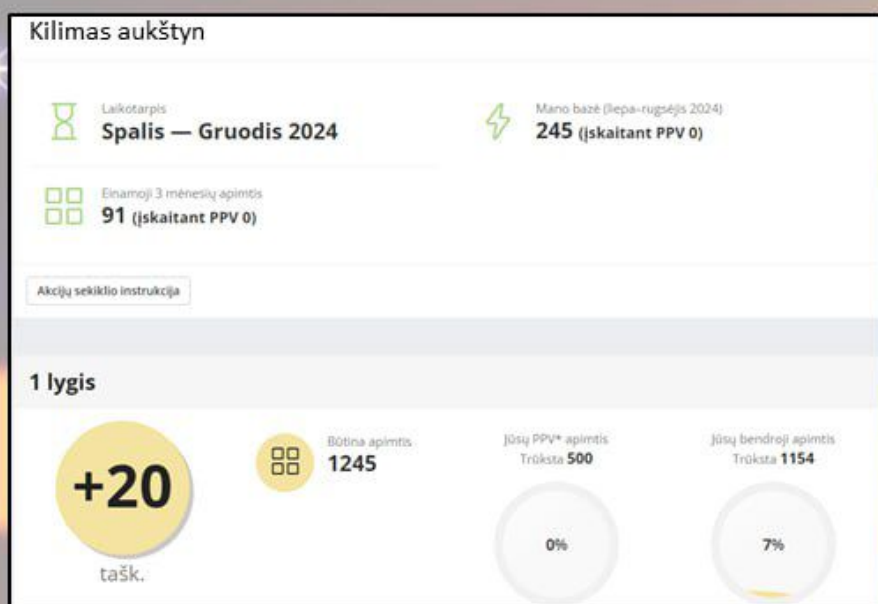 Kilimas aukštyn
Laikotarpis
Spalis — Gruodis 2024
Mano bazė (liepa–rugsėjis 2024)
245 (įskaitant PPV 0)
Einamoji 3 mėnesių apimtis
91 (įskaitant PPV 0)
Akcijų sekiklio instrukcija
1 lygis
+20
tašk.
Būtina apimtis
1245
Jūsų PPV* apimtis
Trūksta 500
0%
Jūsų bendroji apimtis
Trūksta 1154
7%